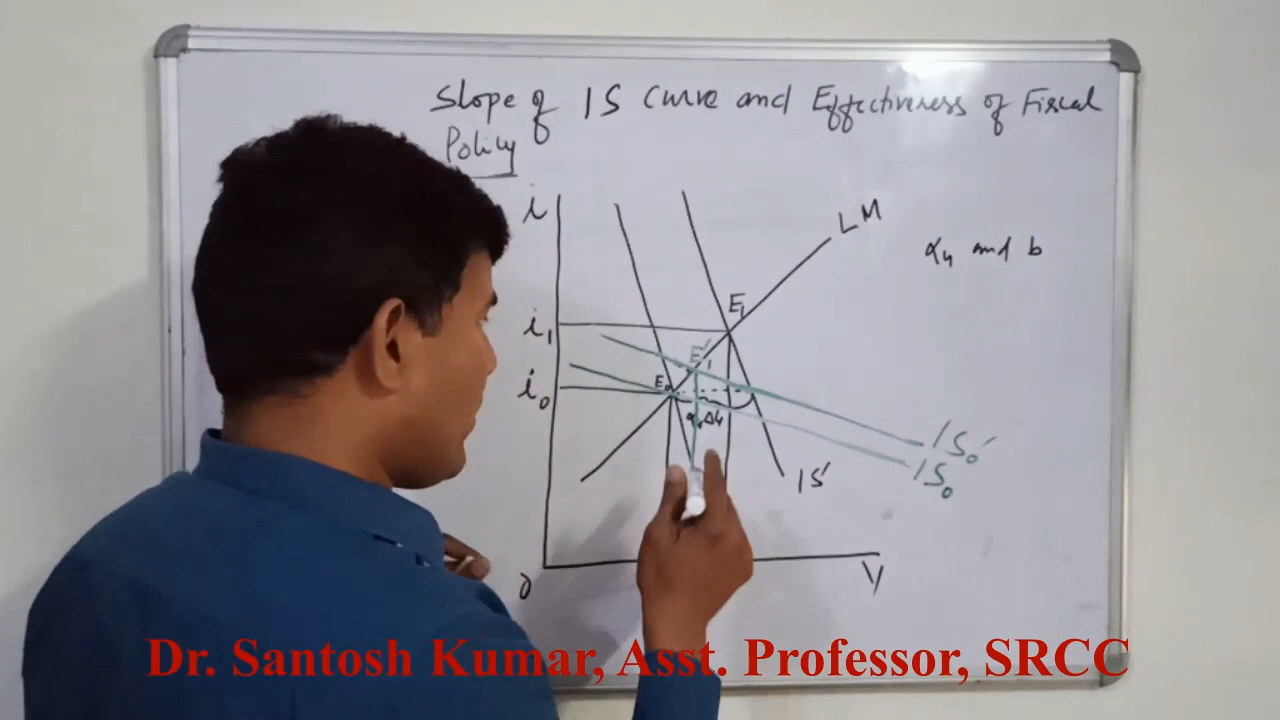 Slope of IS Curve and Effectiveness of Fiscal
Policy
i
LM
α4 and b
E1
i1
E1'
i0
E0
IS0'
IS0
IS'
0
Y
Dr. Santosh Kumar, Asst. Professor, SRCC